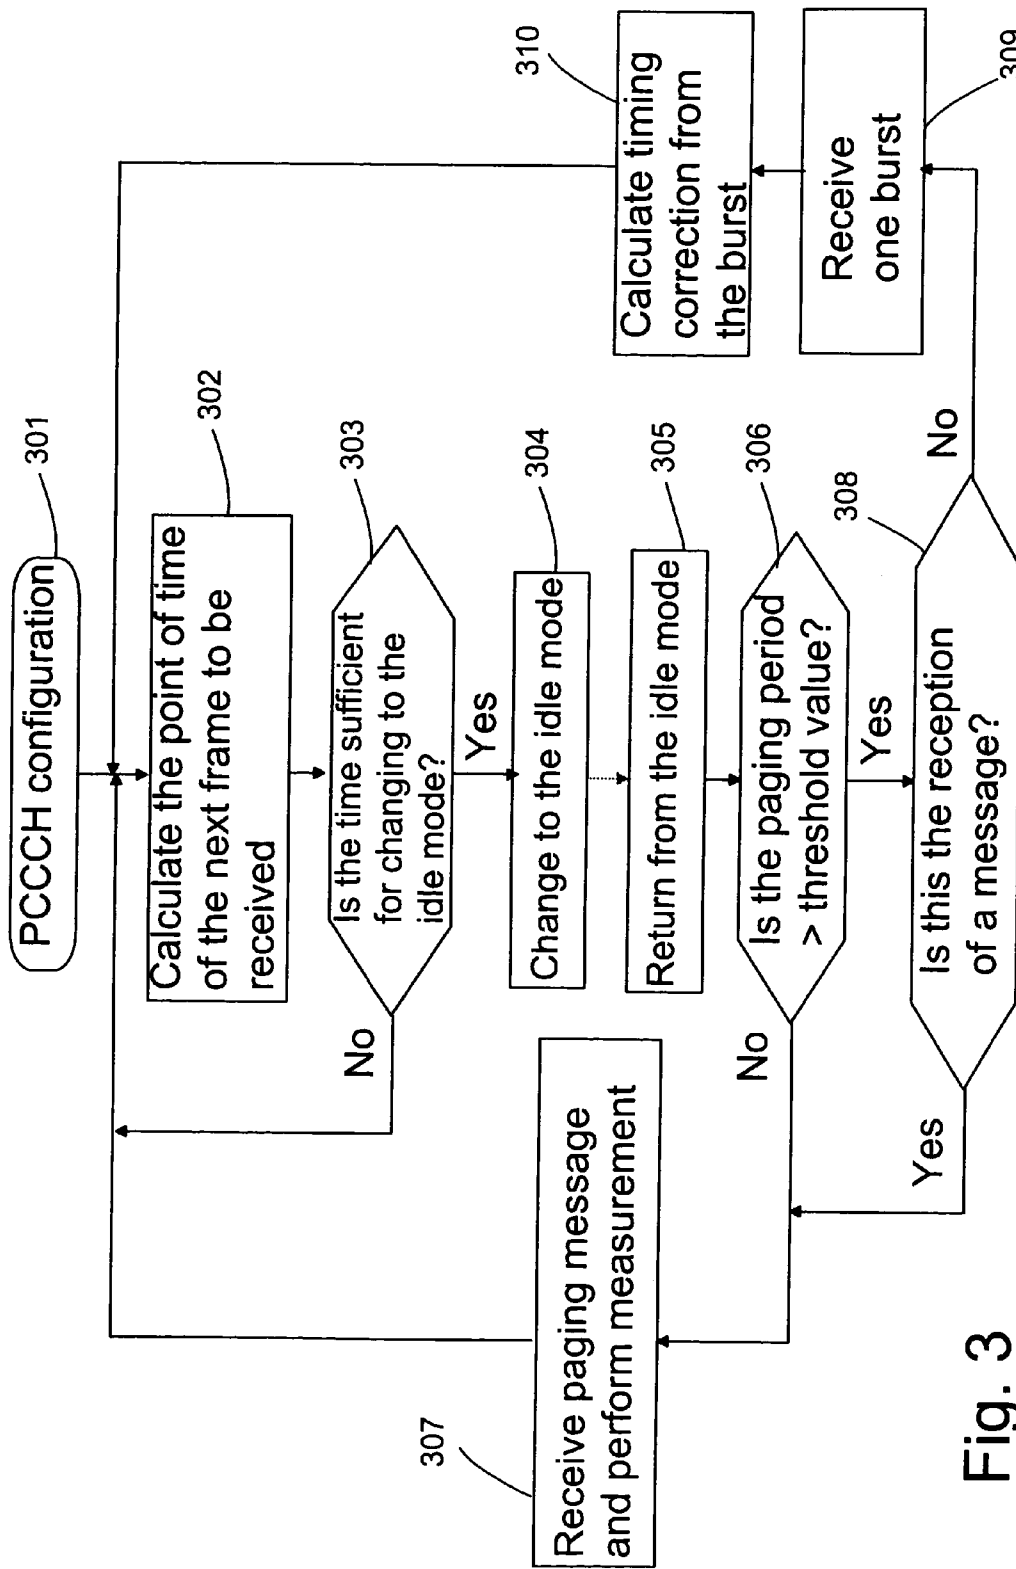 PCCCH configuration
301
Calculate the point of time
of the next frame to be
received
302
Is the time sufficient
for changing to the
idle mode?
303
No
Yes
Change to the idle mode
304
Return from the idle mode
305
Is the paging period
> threshold value?
306
No
Yes
307
Receive paging message
and perform measurement
Is this the reception
of a message?
308
Yes
No
Receive
one burst
309
Calculate timing
correction from
the burst
310
Fig. 3